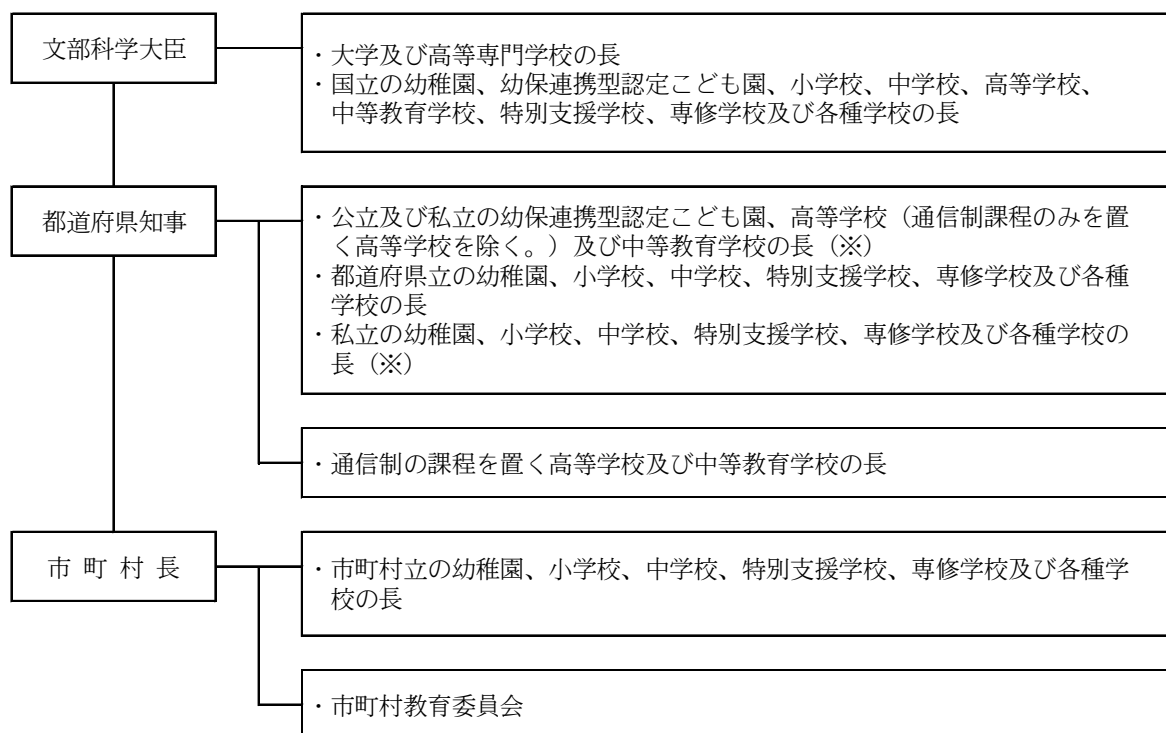 文部科学大臣
・大学及び高等専門学校の長
・国立の幼稚園、幼保連携型認定こども園、小学校、中学校、高等学校、
中等教育学校、特別支援学校、専修学校及び各種学校の長
都道府県知事
・公立及び私立の幼保連携型認定こども園、高等学校（通信制課程のみを置
く高等学校を除く。）及び中等教育学校の長（※）
・都道府県立の幼稚園、小学校、中学校、特別支援学校、専修学校及び各種
学校の長
・私立の幼稚園、小学校、中学校、特別支援学校、専修学校及び各種学校の
長（※）
・通信制の課程を置く高等学校及び中等教育学校の長
市 町 村 長
・市町村立の幼稚園、小学校、中学校、特別支援学校、専修学校及び各種学
校の長
・市町村教育委員会